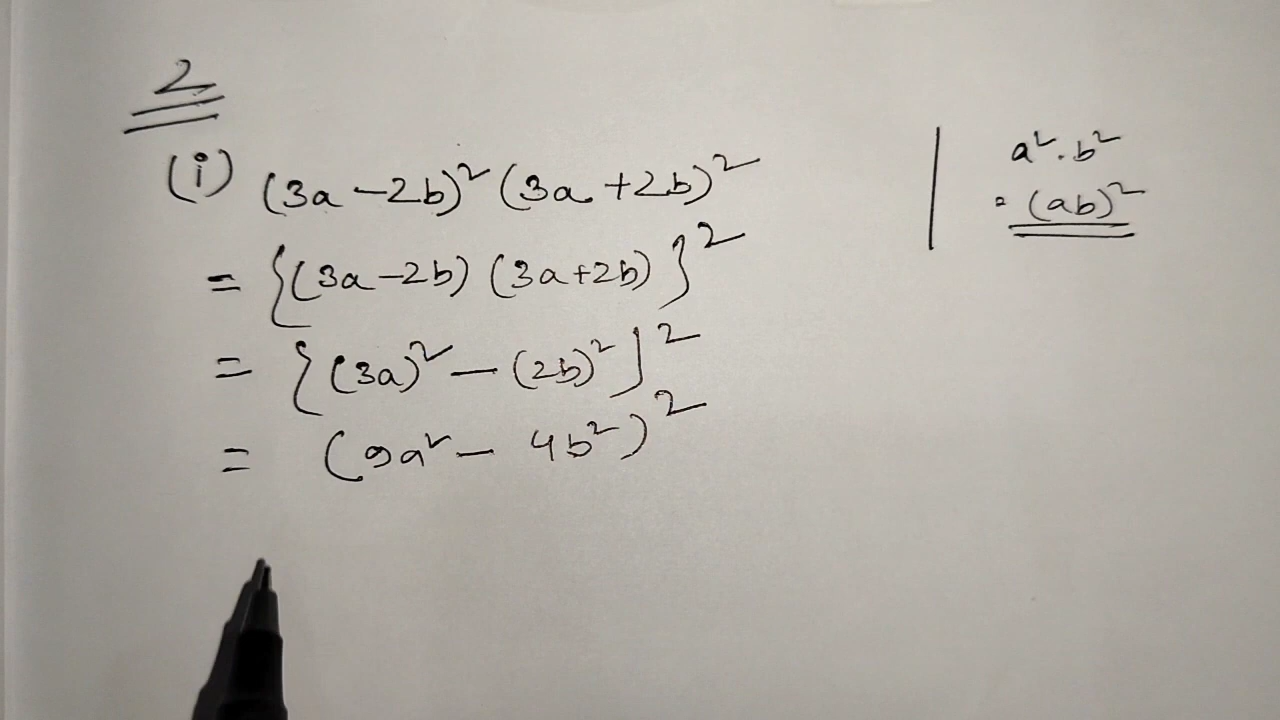 2
(i) (3a - 2b)² (3a + 2b)²
= {(3a - 2b) (3a + 2b)}²
= {(3a)² - (2b)²}²
= (9a² - 4b²)²
a² . b²
= (ab)²